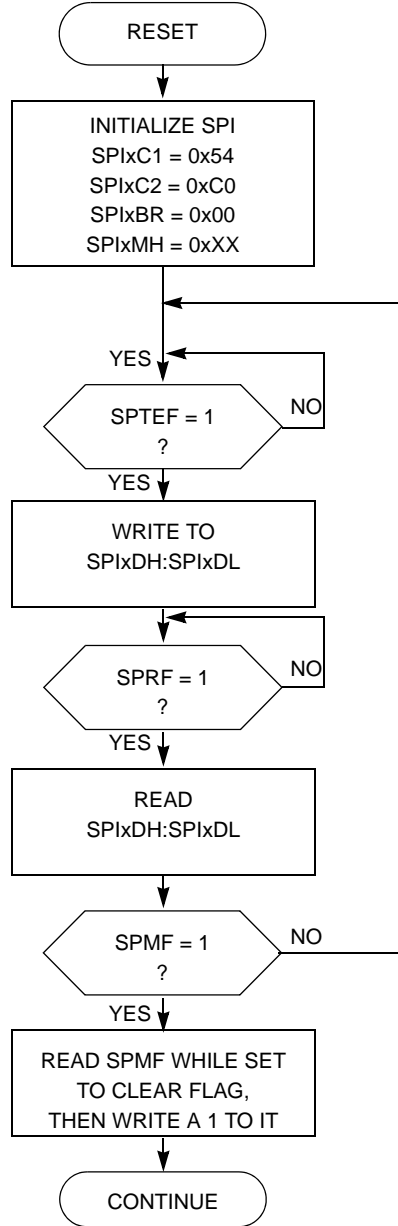 RESET
INITIALIZE SPI
SPIxC1 = 0x54
SPIxC2 = 0xC0
SPIxBR = 0x00
SPIxMH = 0xXX
YES
SPTEF = 1
?
NO
YES
WRITE TO
SPIxDH:SPIxDL
SPRF = 1
?
NO
YES
READ
SPIxDH:SPIxDL
SPMF = 1
?
NO
YES
READ SPMF WHILE SET
TO CLEAR FLAG,
THEN WRITE A 1 TO IT
CONTINUE